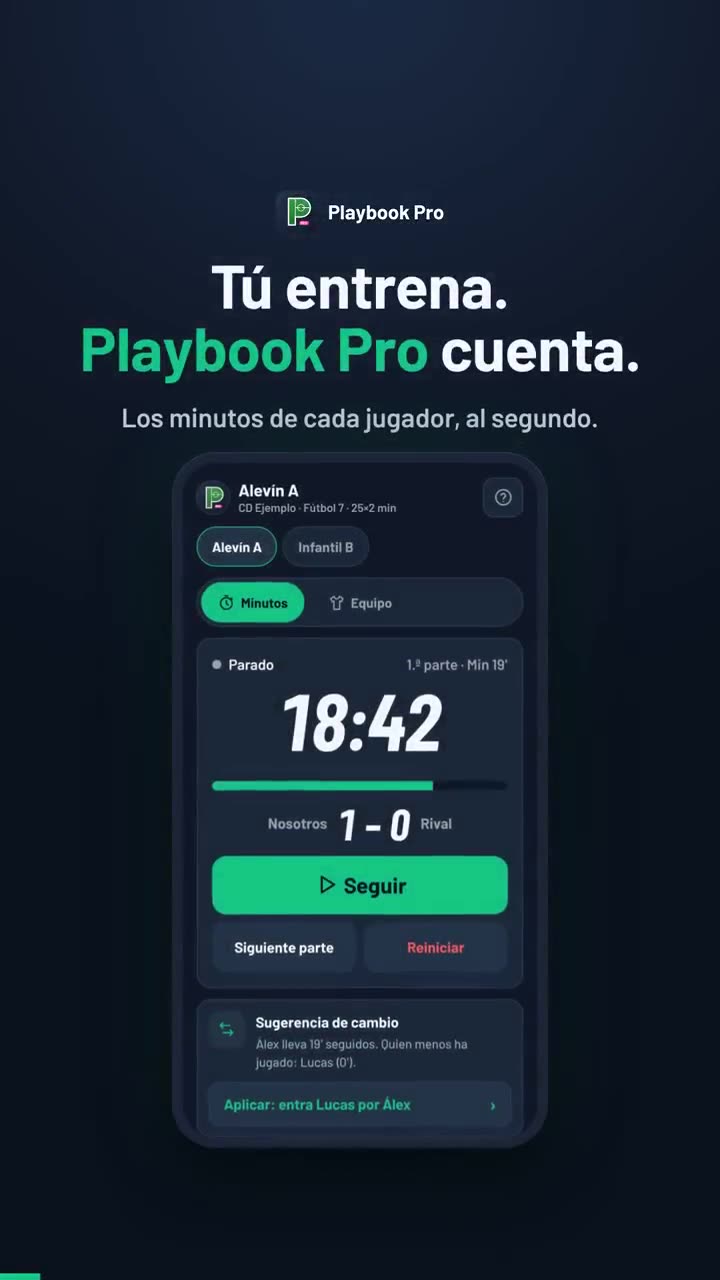 Playbook Pro
Tú entrena.
Playbook Pro cuenta.
Los minutos de cada jugador, al segundo.
Alevín A
CD Ejemplo · Fútbol 7 · 25×2 min
Alevín A Infantil B
Minutos Equipo
Parado 1.ª parte · Min 19'
18:42
Nosotros 1 – 0 Rival
Seguir
Siguiente parte Reiniciar
Sugerencia de cambio
Álex lleva 19' seguidos. Quien menos ha
jugado: Lucas (0').
Aplicar: entra Lucas por Álex ›